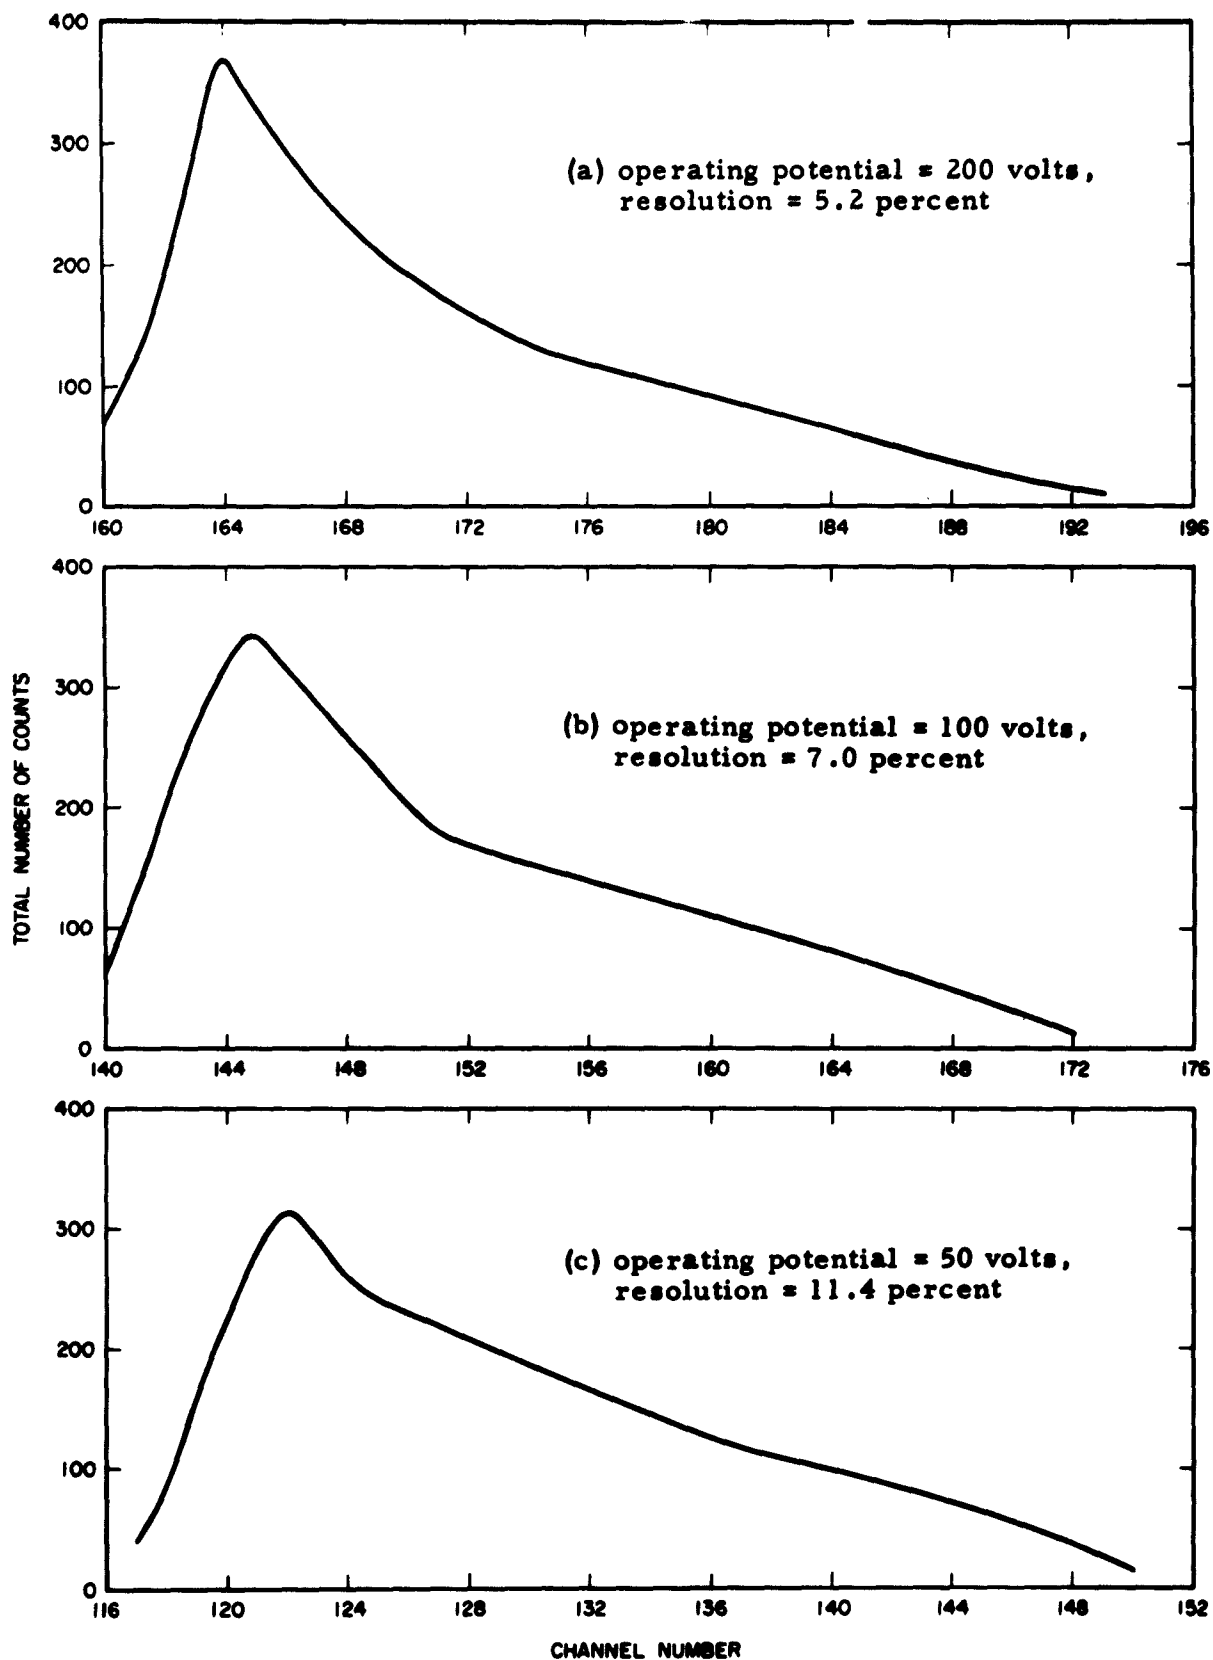 400
300
200
100
0
160 164 168 172 176 180 184 188 192 196
(a) operating potential = 200 volts,
resolution = 5.2 percent
400
300
200
100
0
140 144 148 152 156 160 164 168 172 176
(b) operating potential = 100 volts,
resolution = 7.0 percent
TOTAL NUMBER OF COUNTS
400
300
200
100
0
116 120 124 128 132 136 140 144 148 152
(c) operating potential = 50 volts,
resolution = 11.4 percent
CHANNEL NUMBER